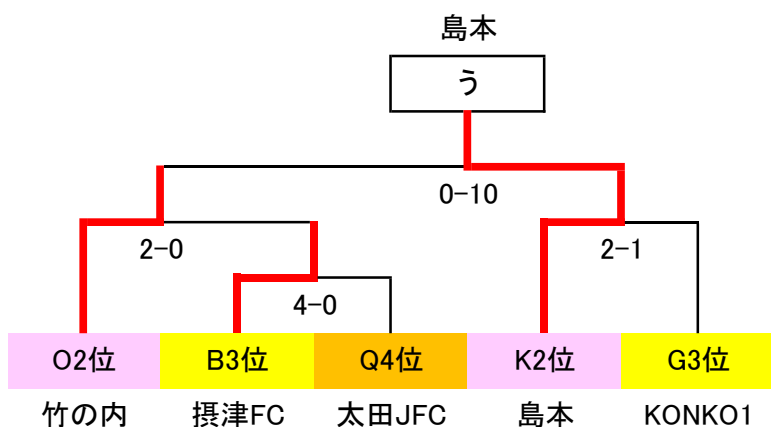 島本
う
0-10
2-0
2-1
4-0
O2位 B3位 Q4位 K2位 G3位
竹の内 摂津FC 太田JFC 島本 KONKO1